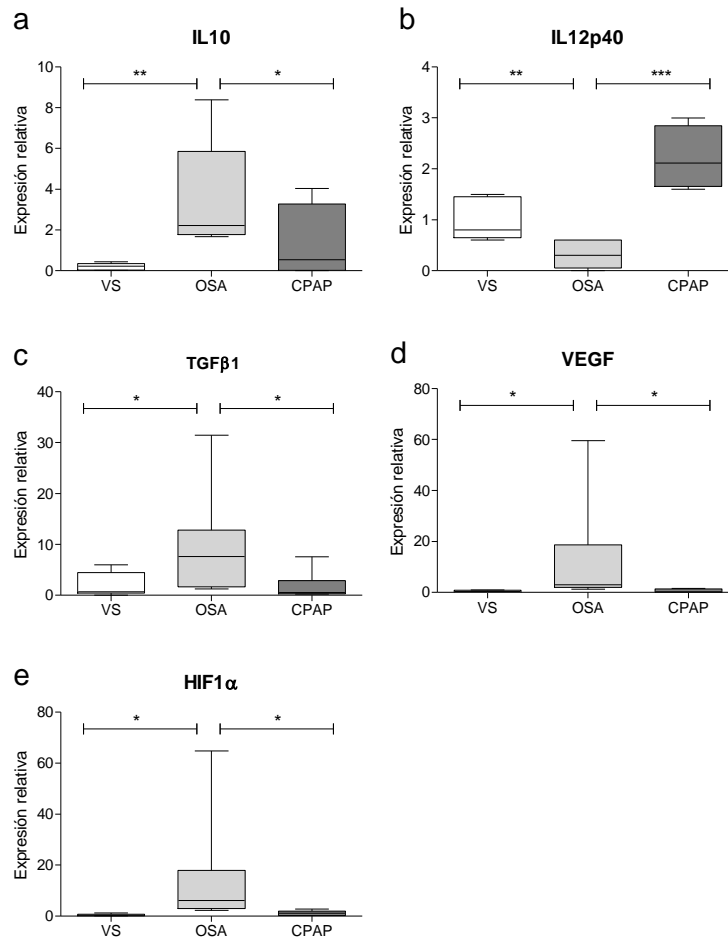 a
IL10
**
*
Expresión relativa
10
8
6
4
2
0
VS
OSA
CPAP
b
IL12p40
**
***
Expresión relativa
4
3
2
1
0
VS
OSA
CPAP
c
TGFβ1
*
*
Expresión relativa
40
30
20
10
0
VS
OSA
CPAP
d
VEGF
*
*
Expresión relativa
80
60
40
20
0
VS
OSA
CPAP
e
HIF1α
*
*
Expresión relativa
80
60
40
20
0
VS
OSA
CPAP